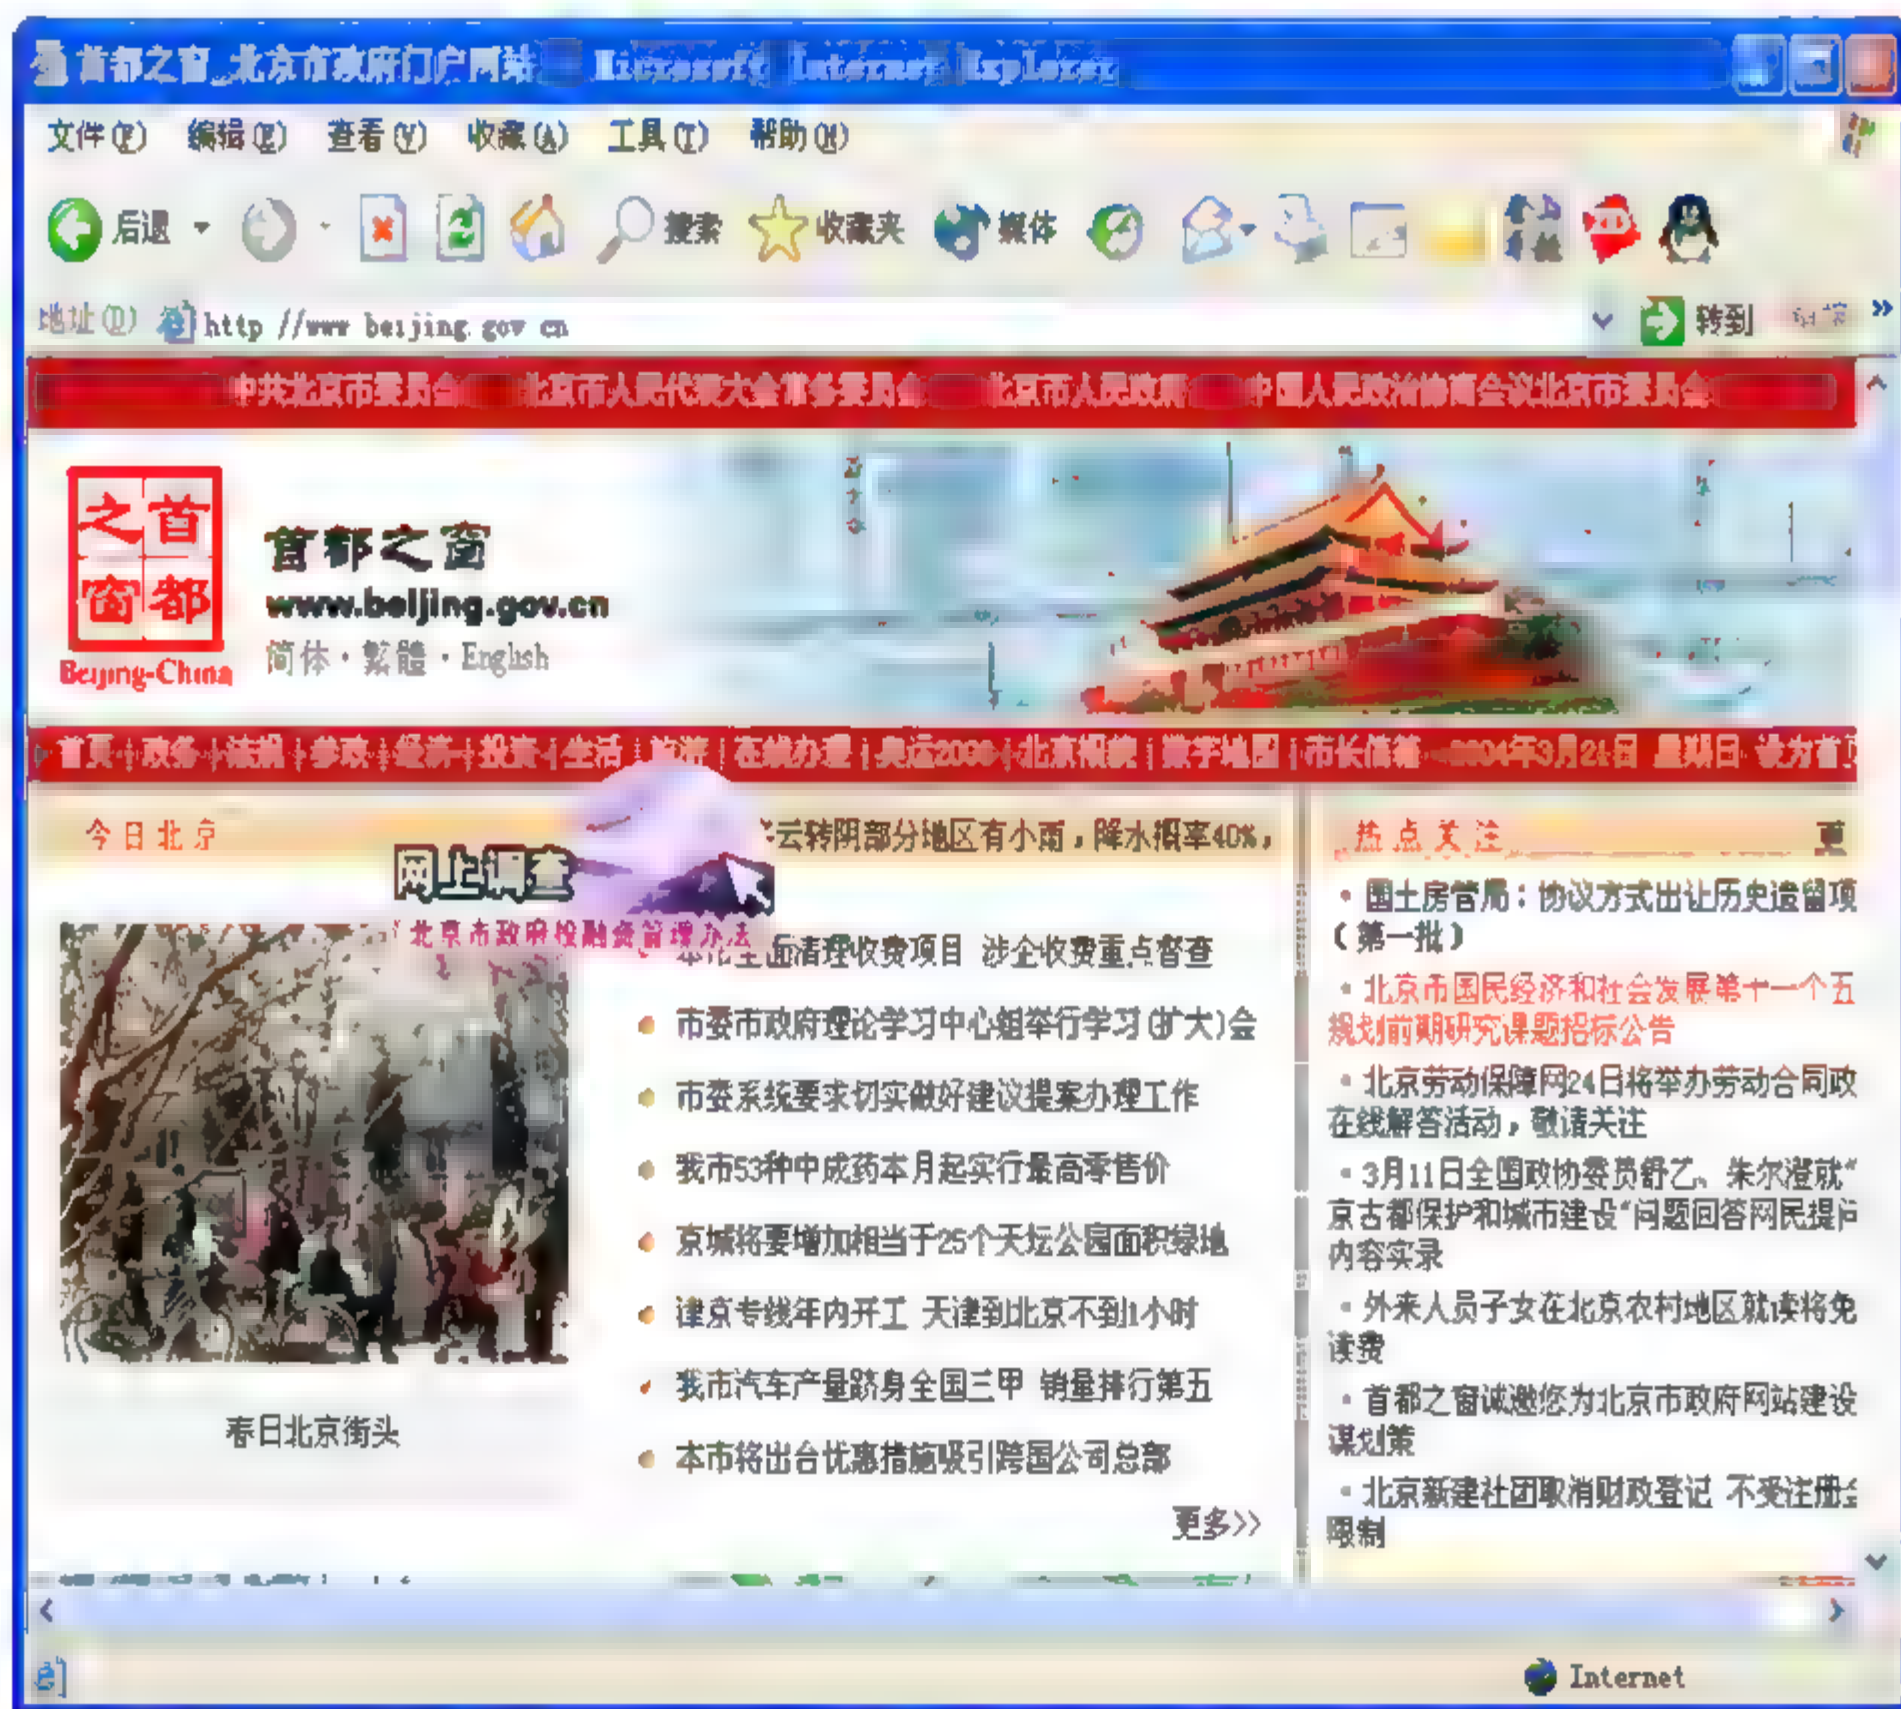 首都之窗_北京市政府门户网站 Microsoft Internet Explorer
文件(F) 编辑(E) 查看(V) 收藏(A) 工具(T) 帮助(H)
后退 搜索 收藏夹 媒体
地址(D) http //www beijing.gov cn 转到
中共北京市委员会 北京市人民代表大会常务委员会 北京市人民政府 中国人民政治协商会议北京市委员会
首都之窗
Beijing-China
首都之窗
www.beijing.gov.cn
简体·繁體·English
首页|政务|法规|参政|经济|投资|生活|旅游|在线办理|奥运2008|北京概貌|数字地图|市长信箱 2004年3月21日 星期日 设为首页
今日北京
网上调查
北京市政府投融资管理办法
云转阴部分地区有小雨，降水概率40%，
面清理收费项目 涉企收费重点督查
市委市政府理论学习中心组举行学习(扩大)会
市委系统要求切实做好建议提案办理工作
我市53种中成药本月起实行最高零售价
京城将要增加相当于25个天坛公园面积绿地
津京专线年内开工 天津到北京不到1小时
我市汽车产量跻身全国三甲 销量排行第五
本市将出台优惠措施吸引跨国公司总部
更多>>
春日北京街头
热点关注 更
·国土房管局：协议方式出让历史遗留项
（第一批）
·北京市国民经济和社会发展第十一个五
规划前期研究课题招标公告
·北京劳动保障网24日将举办劳动合同政
在线解答活动，敬请关注
·3月11日全国政协委员舒乙、朱尔澄就“
京古都保护和城市建设“问题回答网民提问
内容实录
·外来人员子女在北京农村地区就读将免
读费
·首都之窗诚邀您为北京市政府网站建设
谋划策
·北京新建社团取消财政登记 不受注册
限制
Internet